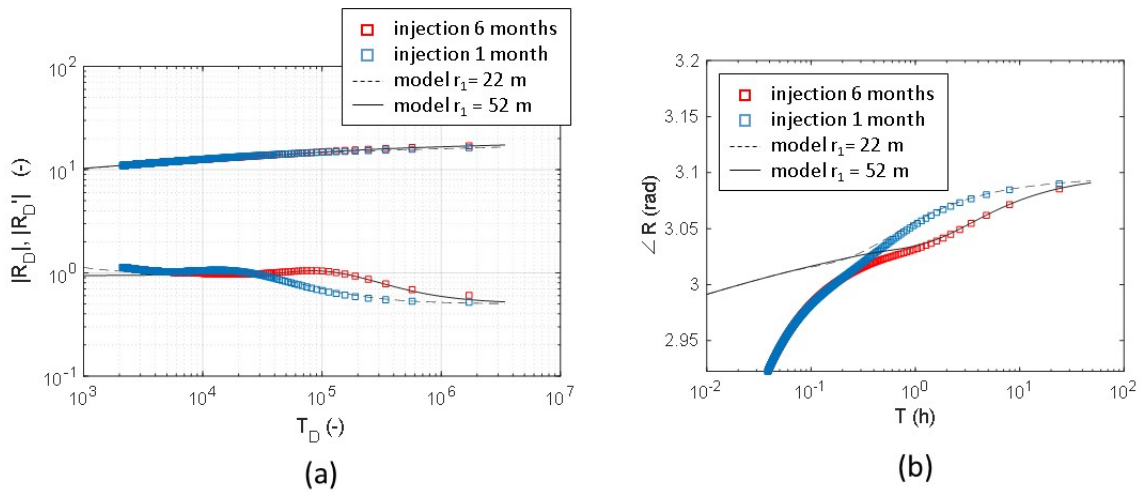 injection 6 months
injection 1 month
model r₁= 22 m
model r₁ = 52 m
10²
10¹
10⁰
10⁻¹
|R_D|, |R_D'| (-)
10³ 10⁴ 10⁵ 10⁶ 10⁷
T_D (-)
(a)
3.2
3.15
3.1
3.05
3
2.95
∠ R (rad)
injection 6 months
injection 1 month
model r₁= 22 m
model r₁ = 52 m
10⁻² 10⁻¹ 10⁰ 10¹ 10²
T (h)
(b)